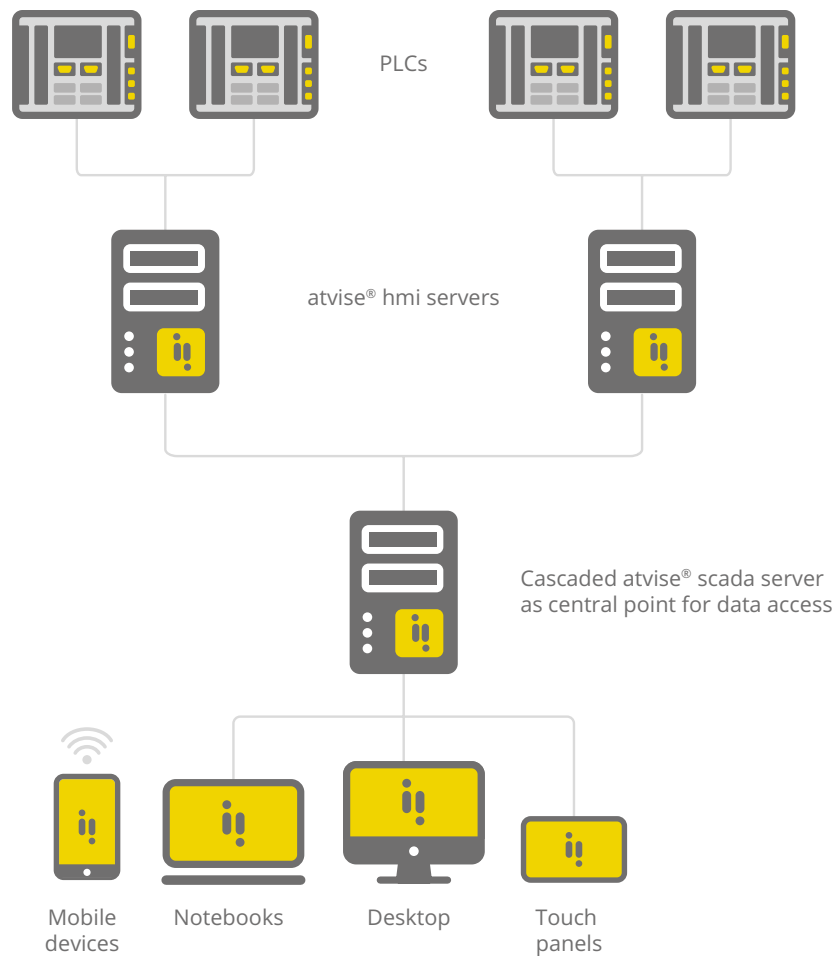 PLCs
atvise® hmi servers
Cascaded atvise® scada server
as central point for data access
Mobile
devices
Notebooks
Desktop
Touch
panels